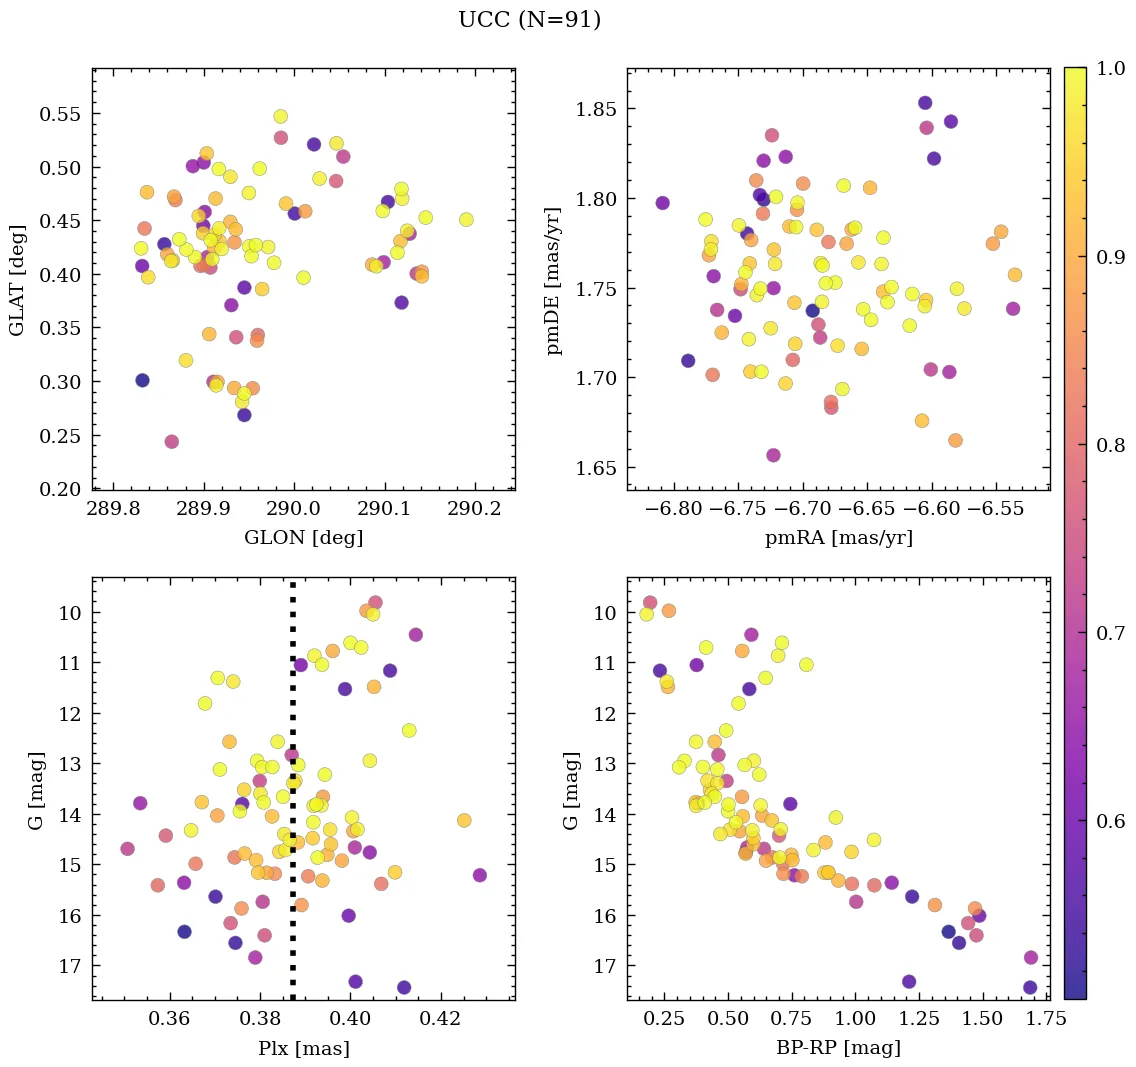 UCC (N=91)
0.55
0.50
0.45
0.40
0.35
0.30
0.25
0.20
GLAT [deg]
289.8 289.9 290.0 290.1 290.2
GLON [deg]
1.85
1.80
1.75
1.70
1.65
pmDE [mas/yr]
−6.80 −6.75 −6.70 −6.65 −6.60 −6.55
pmRA [mas/yr]
10
11
12
13
14
15
16
17
G [mag]
0.36 0.38 0.40 0.42
Plx [mas]
10
11
12
13
14
15
16
17
G [mag]
0.25 0.50 0.75 1.00 1.25 1.50 1.75
BP-RP [mag]
1.0
0.9
0.8
0.7
0.6